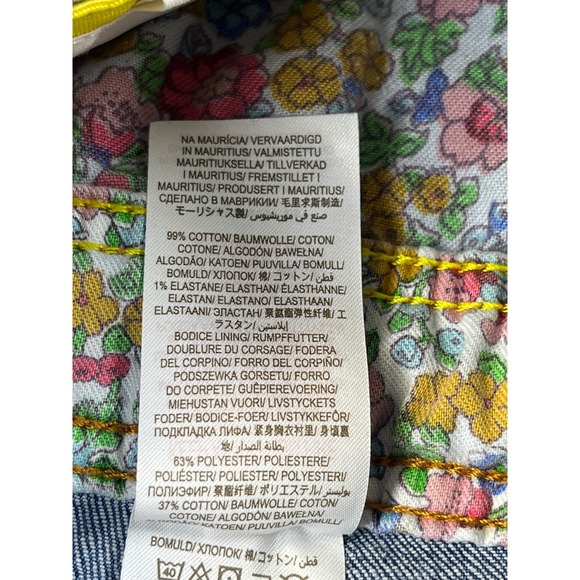 NA MAURÍCIA/ VERVAARDIGD
IN MAURITIUS/ VALMISTETTU
MAURITIUKSELLA/ TILLVERKAD
I MAURITIUS/ FREMSTILLET I
MAURITIUS/ PRODUSERT I MAURITIUS/
СДЕЛАНО В МАВРИКИИ/ 毛里求斯制造/
モーリシャス製/ صنع في موريشيوس
99% COTTON/ BAUMWOLLE/ COTON/
COTONE/ ALGODÓN/ BAWEŁNA/
ALGODÃO/ KATOEN/ PUUVILLA/ BOMULL/
BOMULD/ ХЛОПОК/ 棉/ コットン/ قطن
1% ELASTANE/ ELASTHAN/ ÉLASTHANNE/
ELASTAN/ ELASTANO/ ELASTHAAN/
ELASTAANI/ ЭЛАСТАН/ 聚氨酯弹性纤维/ エ
ラスタン/ إيلاستين
BODICE LINING/ RUMPFFUTTER/
DOUBLURE DU CORSAGE/ FODERA
DEL CORPINO/ FORRO DEL CORPIÑO/
PODSZEWKA GORSETU/ FORRO
DO CORPETE/ GUÊPIEREVOERING/
MIEHUSTAN VUORI/ LIVSTYCKETS
FODER/ BODICE-FOER/ LIVSTYKKEFÔR/
ПОДКЛАДКА ЛИФА/ 紧身胸衣衬里/ 身頃裏
地/ بطانة الصدار
63% POLYESTER/ POLIESTERE/
POLIÉSTER/ POLIESTER/ POLYESTERI/
ПОЛИЭФИР/ 聚酯纤维/ ポリエステル/ بوليستر
37% COTTON/ BAUMWOLLE/ COTON/
COTONE/ ALGODÓN/ BAWEŁNA/
ALGODÃO/ KATOEN/ PUUVILLA/ BOMULL/
BOMULD/ ХЛОПОК/ 棉/ コットン/ قطن
40